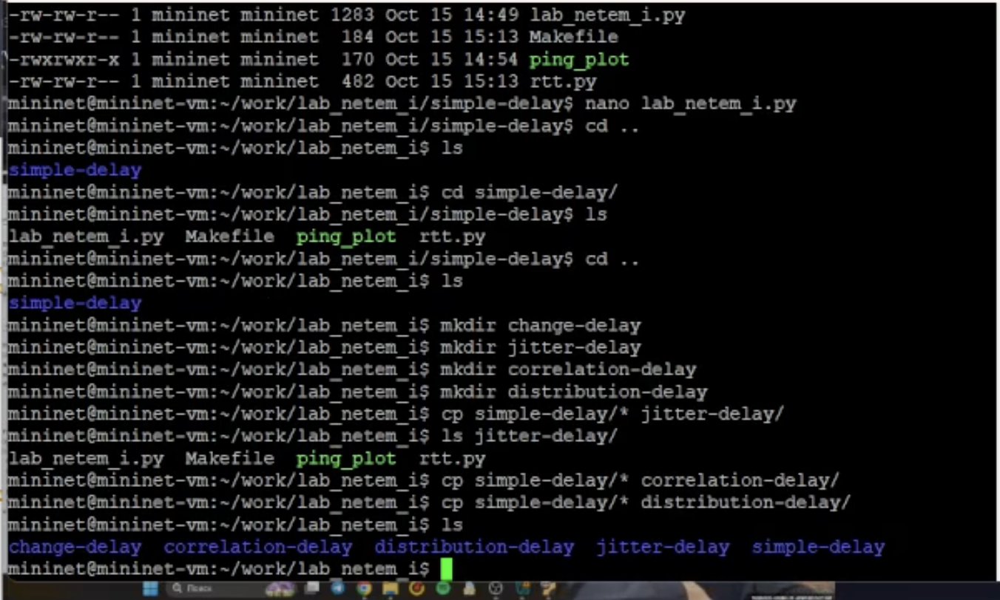 -rw-rw-r-- 1 mininet mininet 1283 Oct 15 14:49 lab_netem_i.py
-rw-rw-r-- 1 mininet mininet  184 Oct 15 15:13 Makefile
-rwxrwxr-x 1 mininet mininet  170 Oct 15 14:54 ping_plot
-rw-rw-r-- 1 mininet mininet  482 Oct 15 15:13 rtt.py
mininet@mininet-vm:~/work/lab_netem_i/simple-delay$ nano lab_netem_i.py
mininet@mininet-vm:~/work/lab_netem_i/simple-delay$ cd ..
mininet@mininet-vm:~/work/lab_netem_i$ ls
simple-delay
mininet@mininet-vm:~/work/lab_netem_i$ cd simple-delay/
mininet@mininet-vm:~/work/lab_netem_i/simple-delay$ ls
lab_netem_i.py  Makefile  ping_plot  rtt.py
mininet@mininet-vm:~/work/lab_netem_i/simple-delay$ cd ..
mininet@mininet-vm:~/work/lab_netem_i$ ls
simple-delay
mininet@mininet-vm:~/work/lab_netem_i$ mkdir change-delay
mininet@mininet-vm:~/work/lab_netem_i$ mkdir jitter-delay
mininet@mininet-vm:~/work/lab_netem_i$ mkdir correlation-delay
mininet@mininet-vm:~/work/lab_netem_i$ mkdir distribution-delay
mininet@mininet-vm:~/work/lab_netem_i$ cp simple-delay/* jitter-delay/
mininet@mininet-vm:~/work/lab_netem_i$ ls jitter-delay/
lab_netem_i.py  Makefile  ping_plot  rtt.py
mininet@mininet-vm:~/work/lab_netem_i$ cp simple-delay/* correlation-delay/
mininet@mininet-vm:~/work/lab_netem_i$ cp simple-delay/* distribution-delay/
mininet@mininet-vm:~/work/lab_netem_i$ ls
change-delay  correlation-delay  distribution-delay  jitter-delay  simple-delay
mininet@mininet-vm:~/work/lab_netem_i$
Поиск